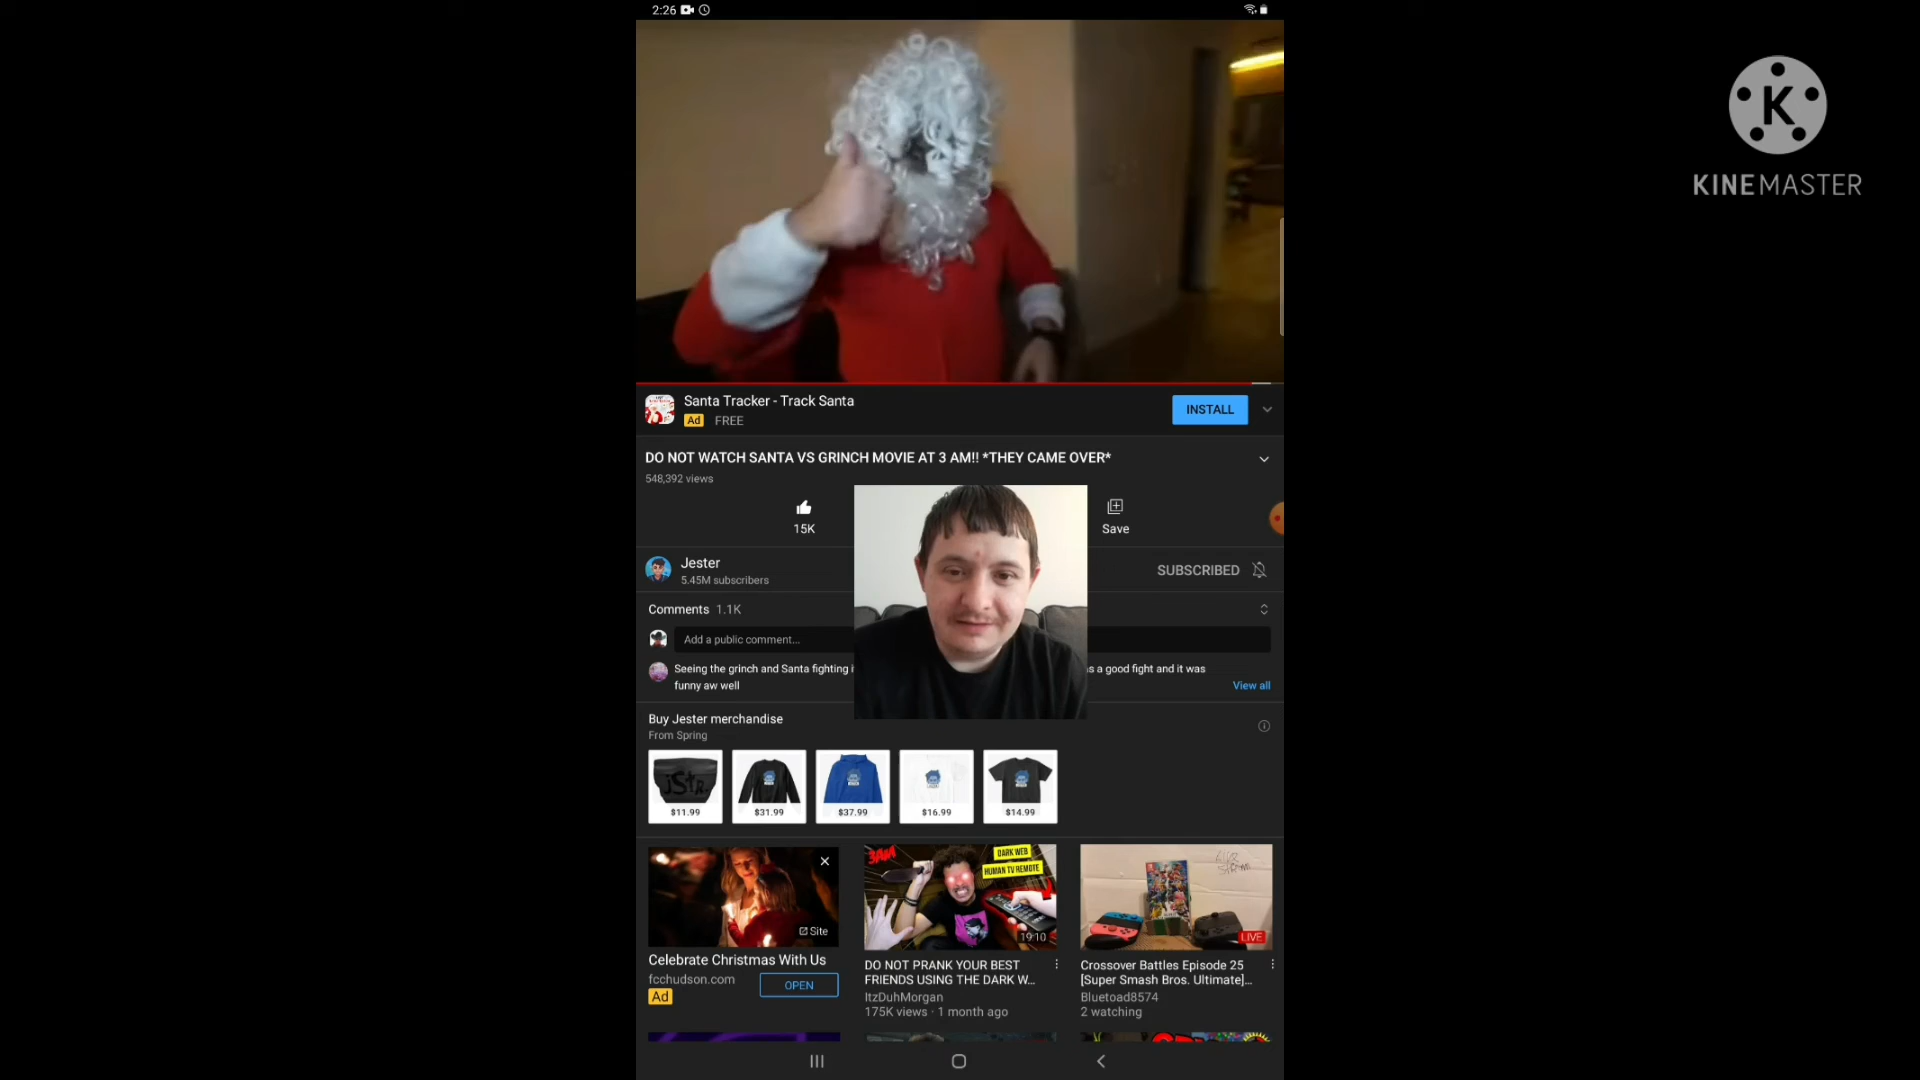 2:26
KINEMASTER
Santa Tracker - Track Santa
Ad FREE
INSTALL
DO NOT WATCH SANTA VS GRINCH MOVIE AT 3 AM!! *THEY CAME OVER*
548,392 views
15K
Save
Jester
5.45M subscribers
SUBSCRIBED
Comments 1.1K
Add a public comment...
Seeing the grinch and Santa fighting
s a good fight and it was
funny aw well
View all
Buy Jester merchandise
From Spring
jStr.
$11.99
$31.99
$37.99
$16.99
$14.99
Site
Celebrate Christmas With Us
fcchudson.com
Ad
OPEN
3AM
DARK WEB
HUMAN TV REMOTE
19:10
DO NOT PRANK YOUR BEST
FRIENDS USING THE DARK W...
ItzDuhMorgan
175K views · 1 month ago
LIVE
Crossover Battles Episode 25
[Super Smash Bros. Ultimate]...
Bluetoad8574
2 watching